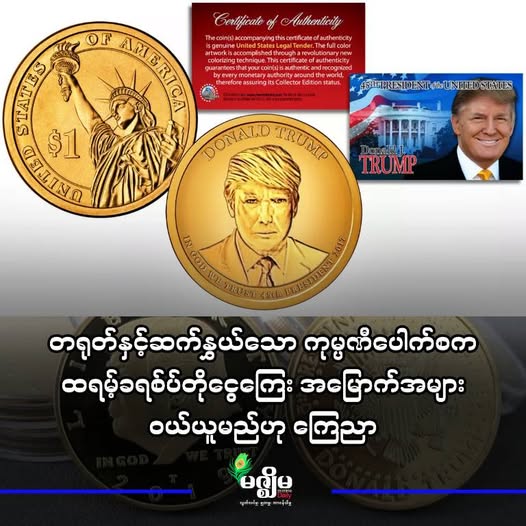 Certificate of Authenticity
The coin(s) accompanying this certificate of authenticity
is genuine United States Legal Tender. The full color
artwork is accomplished through a revolutionary new
colorizing technique. This certificate of authenticity
guarantees that your coin(s) is authentic and recognized
by every monetary authority around the world,
therefore assuring its Collector Edition status.
UNITED STATES OF AMERICA
$1
DONALD TRUMP
IN GOD WE TRUST 45th PRESIDENT 2017
45TH PRESIDENT of the UNITED STATES
Donald J.
TRUMP
တရုတ်နှင့်ဆက်နွှယ်သော ကုမ္ပဏီပေါက်စက
ထရမ့်ခရစ်ပ်တိုငွေကြေး အမြောက်အများ
ဝယ်ယူမည်ဟု ကြေညာ
IN GOD WE TRUST
မဇ္ဈိမ
Daily